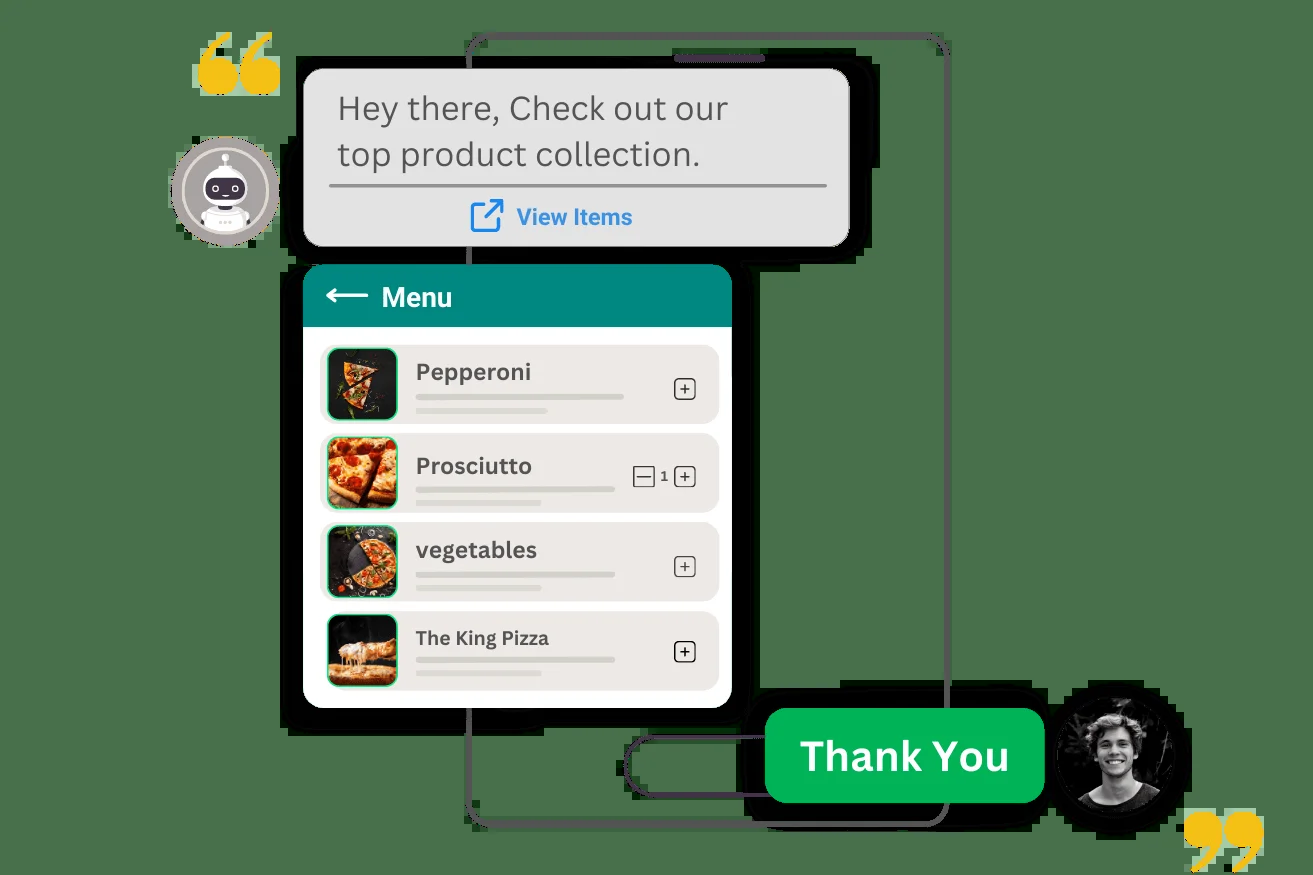 Hey there, Check out our
top product collection.
View Items
Menu
Pepperoni
Prosciutto
1
vegetables
The King Pizza
Thank You